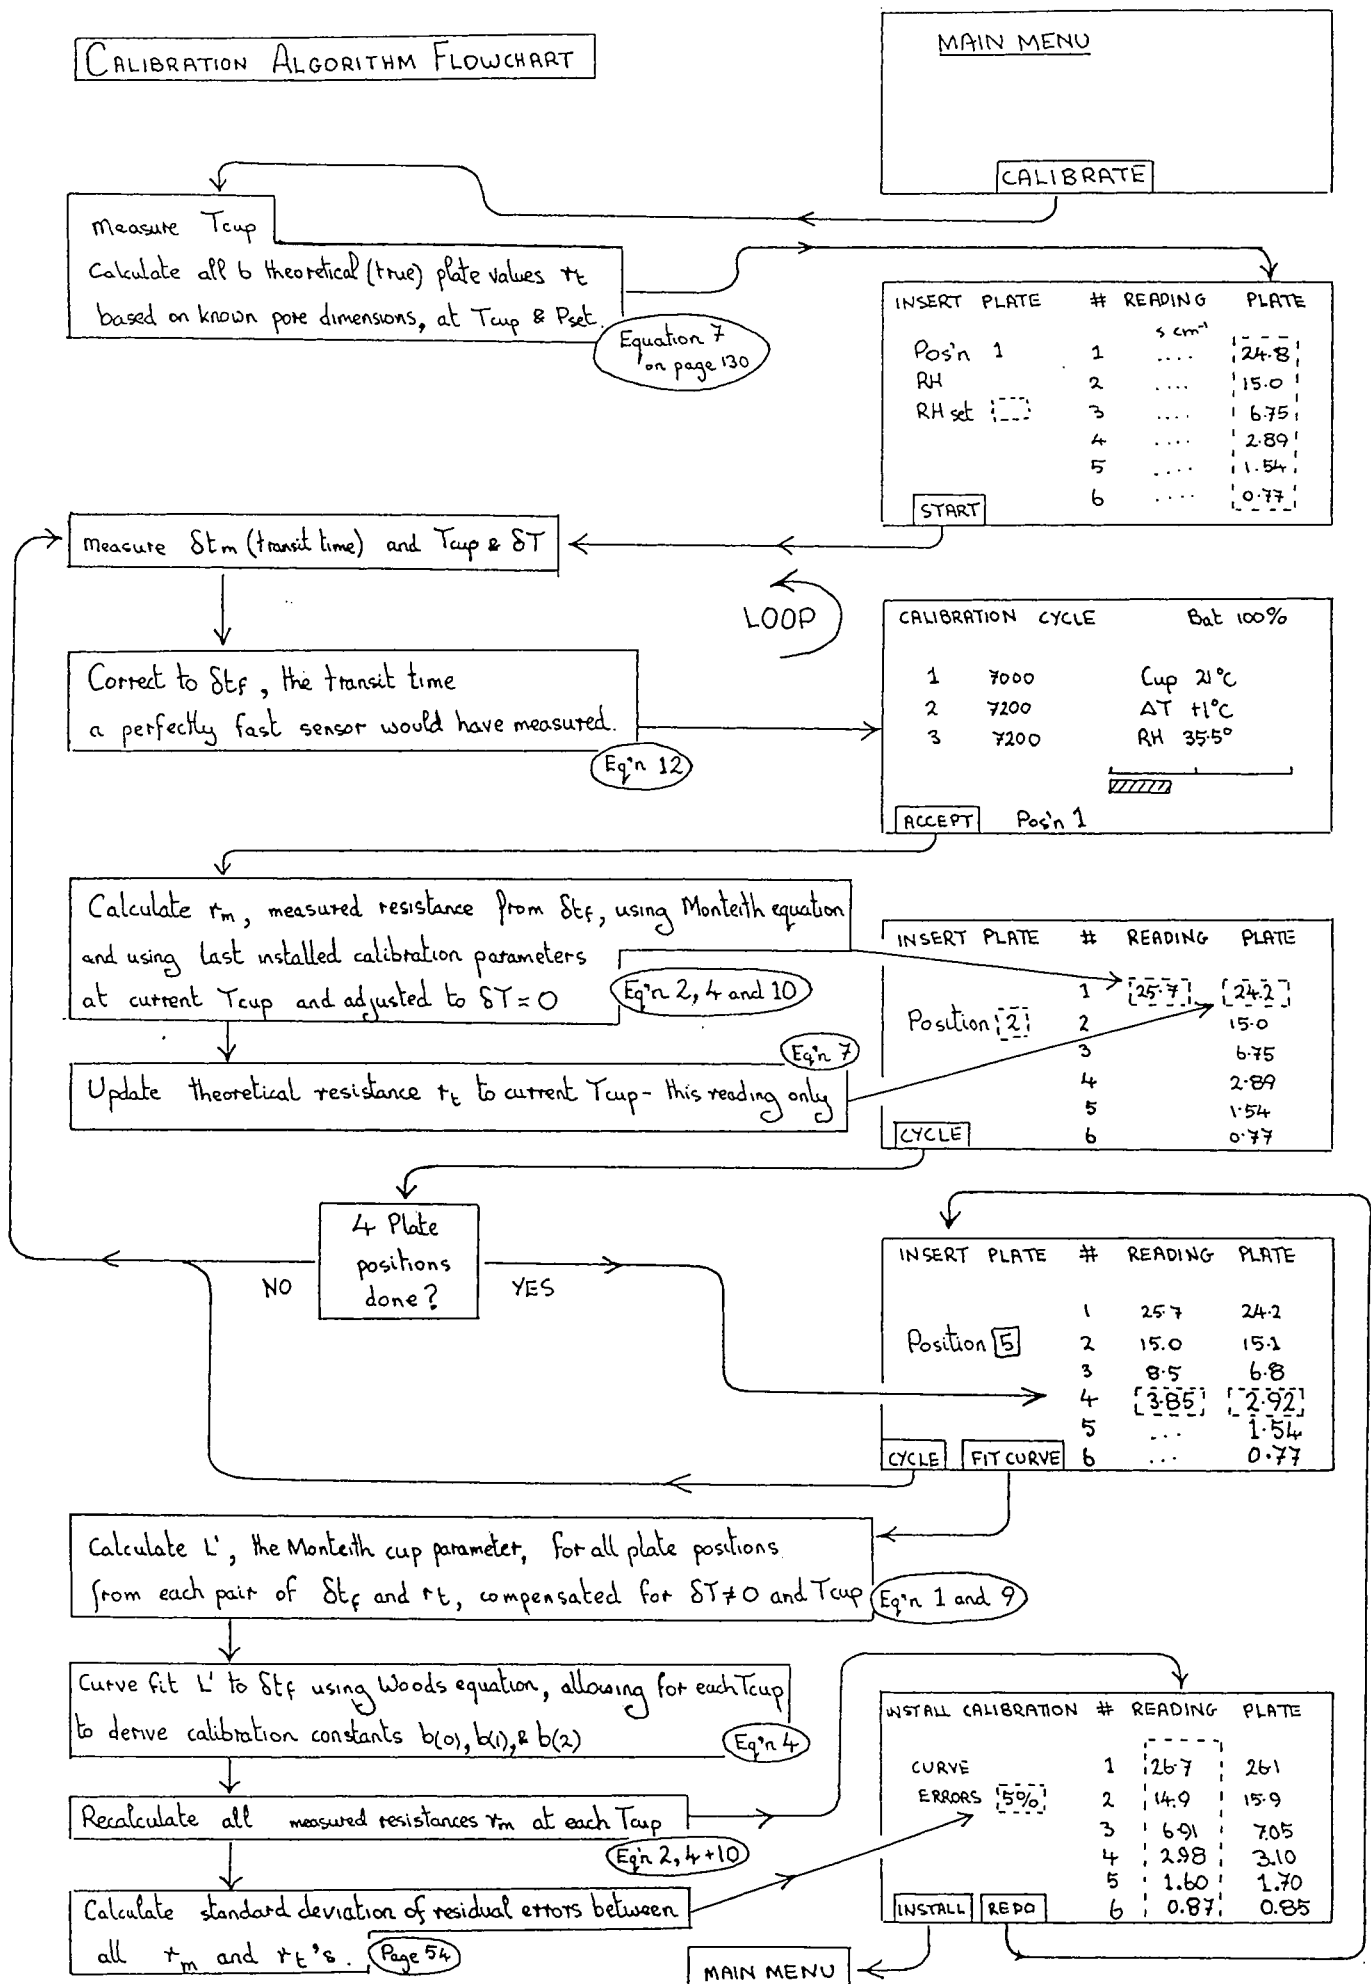 CALIBRATION ALGORITHM FLOWCHART
MAIN MENU
CALIBRATE
Measure Tcup
Calculate all 6 theoretical (true) plate values rt
based on known pore dimensions, at Tcup & Pset.
Equation 7
on page 130
INSERT PLATE # READING PLATE
s cm⁻¹
Pos'n 1 1 .... 24.8
RH 2 .... 15.0
RH set 3 .... 6.75
4 .... 2.89
5 .... 1.54
6 .... 0.77
START
Measure δtm (transit time) and Tcup & δT
LOOP
Correct to δtf, the transit time
a perfectly fast sensor would have measured.
Eq'n 12
CALIBRATION CYCLE Bat 100%
1 7000 Cup 21°C
2 7200 ΔT +1°C
3 7200 RH 35.5°
ACCEPT Pos'n 1
Calculate rm, measured resistance from δtf, using Monteith equation
and using last installed calibration parameters
at current Tcup and adjusted to δT = 0
Eq'n 2, 4 and 10
Eq'n 7
Update theoretical resistance rt to current Tcup - this reading only
INSERT PLATE # READING PLATE
1 25.7 24.2
Position 2 2 15.0
3 6.75
4 2.89
5 1.54
CYCLE 6 0.77
4 Plate
positions
done?
NO
YES
INSERT PLATE # READING PLATE
1 25.7 24.2
Position 5 2 15.0 15.1
3 8.5 6.8
4 3.85 2.92
5 ... 1.54
CYCLE FIT CURVE 6 ... 0.77
Calculate L', the Monteith cup parameter, for all plate positions
from each pair of δtf and rt, compensated for δT≠0 and Tcup
Eq'n 1 and 9
Curve fit L' to δtf using Woods equation, allowing for each Tcup
to derive calibration constants b(0), b(1), & b(2)
Eq'n 4
Recalculate all measured resistances rm at each Tcup
Eq'n 2, 4 + 10
Calculate standard deviation of residual errors between
all rm and rt's.
Page 54
INSTALL CALIBRATION # READING PLATE
CURVE 1 26.7 26.1
ERRORS 5% 2 14.9 15.9
3 6.91 7.05
4 2.98 3.10
5 1.60 1.70
INSTALL REDO 6 0.87 0.85
MAIN MENU